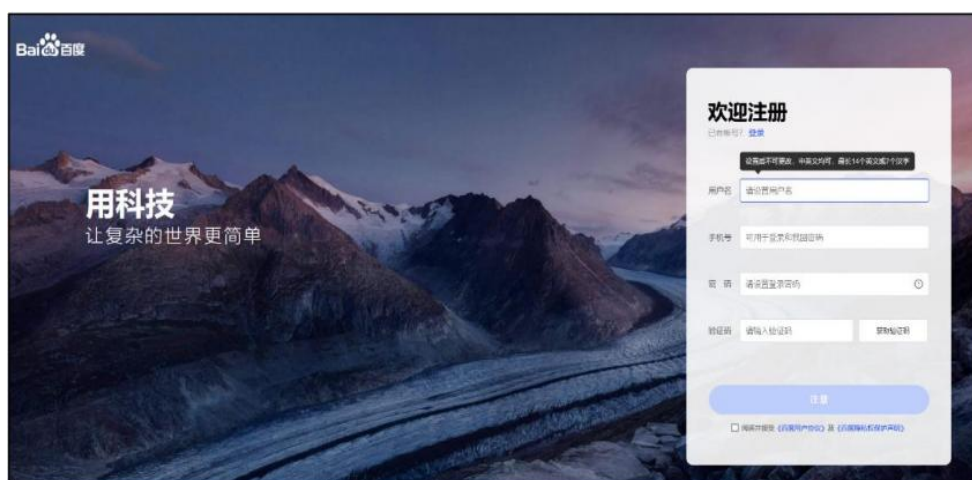 Bai du 百度
用科技
让复杂的世界更简单
欢迎注册
已有帐号? 登录
设置后不可更改,中英文均可,最长14个英文或7个汉字
用户名 请设置用户名
手机号 可用于登录和找回密码
密 码 请设置登录密码
验证码 请输入验证码 获取验证码
注册
阅读并接受 《百度用户协议》 及 《百度隐私权保护声明》